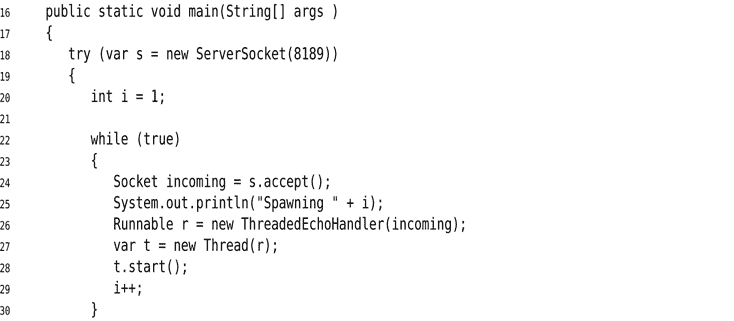 16 public static void main(String[] args )
17 {
18 try (var s = new ServerSocket(8189))
19 {
20 int i = 1;
21
22 while (true)
23 {
24 Socket incoming = s.accept();
25 System.out.println("Spawning " + i);
26 Runnable r = new ThreadedEchoHandler(incoming);
27 var t = new Thread(r);
28 t.start();
29 i++;
30 }